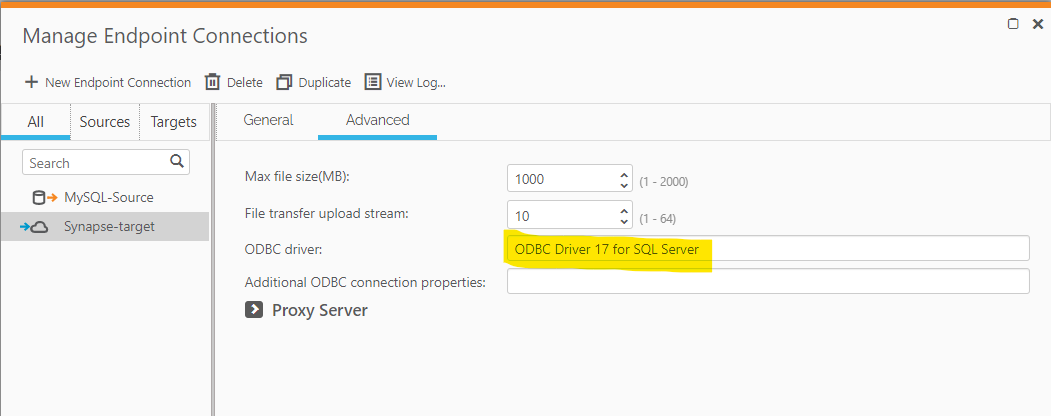 Manage Endpoint Connections
New Endpoint Connection Delete Duplicate View Log...
All Sources Targets
General Advanced
Search
MySQL-Source
Synapse-target
Max file size(MB): 1000 (1 - 2000)
File transfer upload stream: 10 (1 - 64)
ODBC driver: ODBC Driver 17 for SQL Server
Additional ODBC connection properties:
Proxy Server